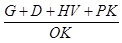 G + D + HV + PK
OK